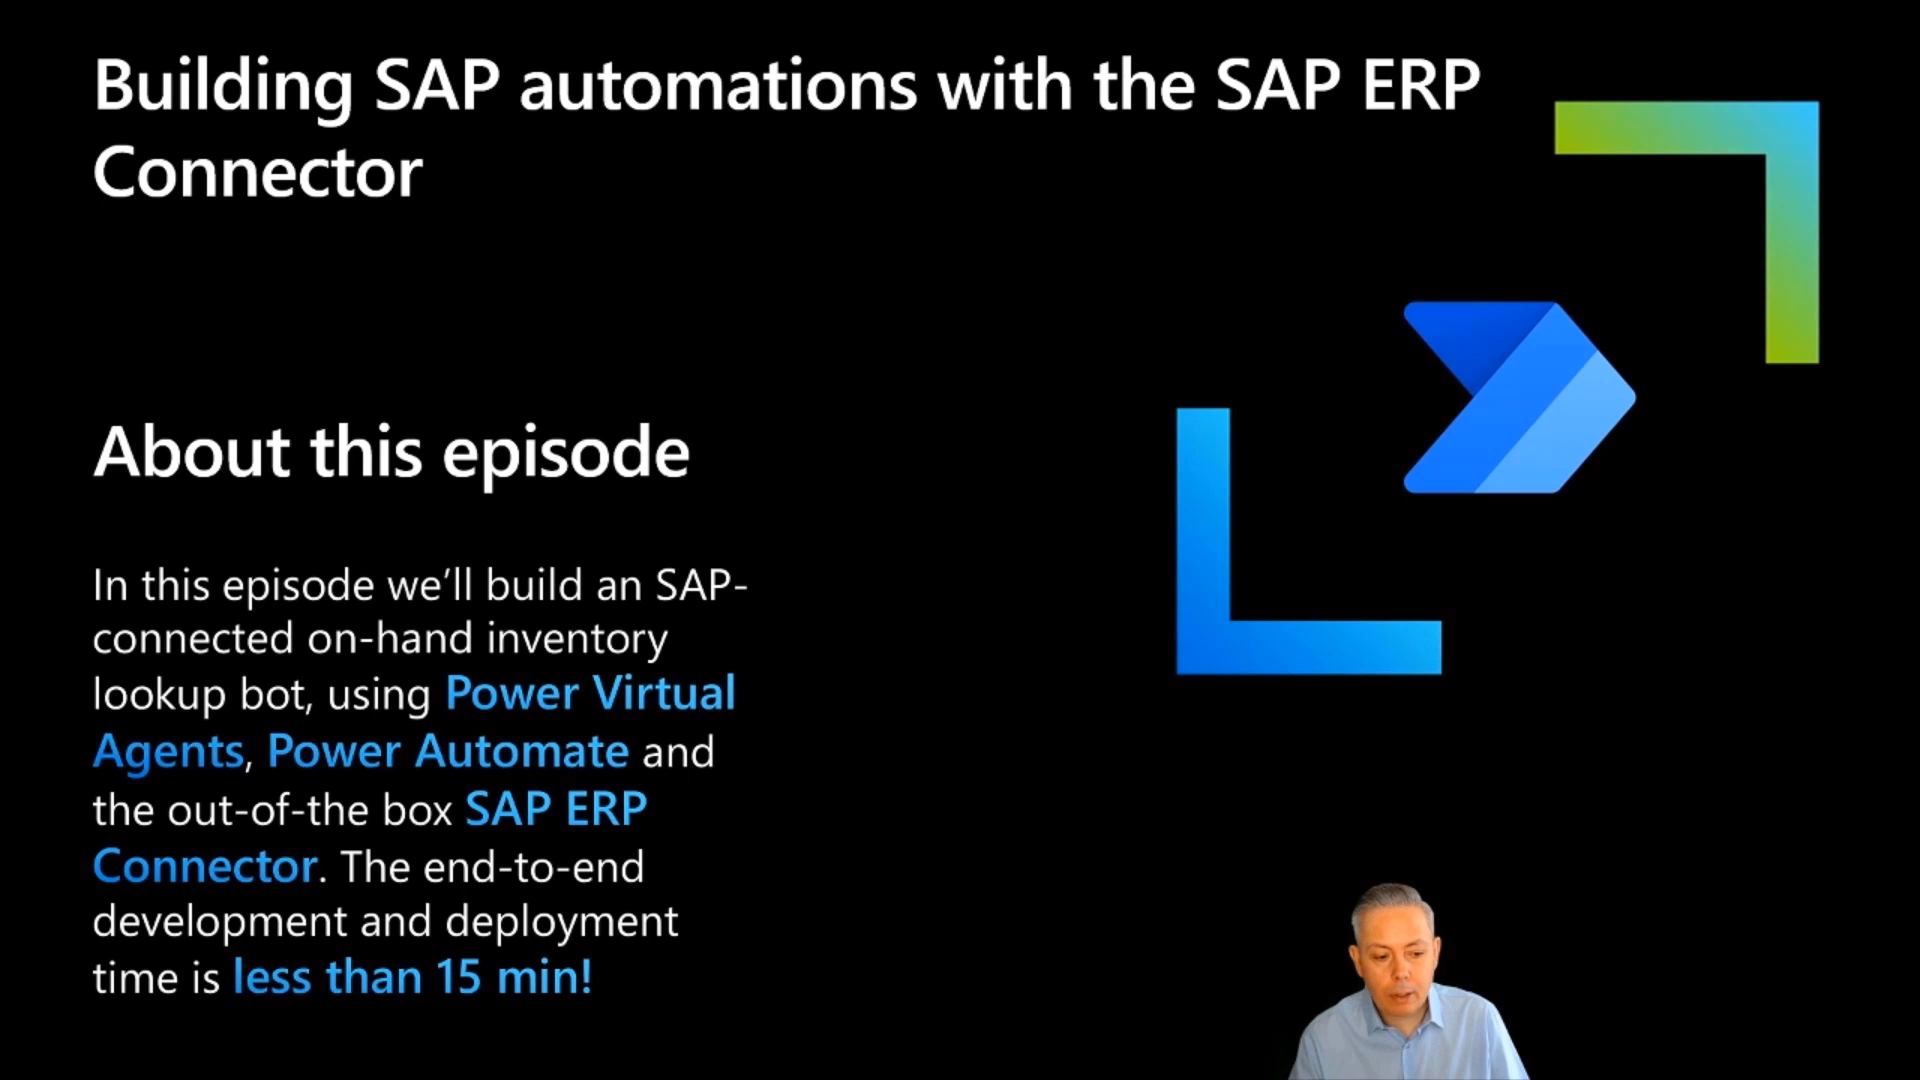 Building SAP automations with the SAP ERP
Connector
About this episode
In this episode we’ll build an SAP-
connected on-hand inventory
lookup bot, using Power Virtual
Agents, Power Automate and
the out-of-the box SAP ERP
Connector. The end-to-end
development and deployment
time is less than 15 min!